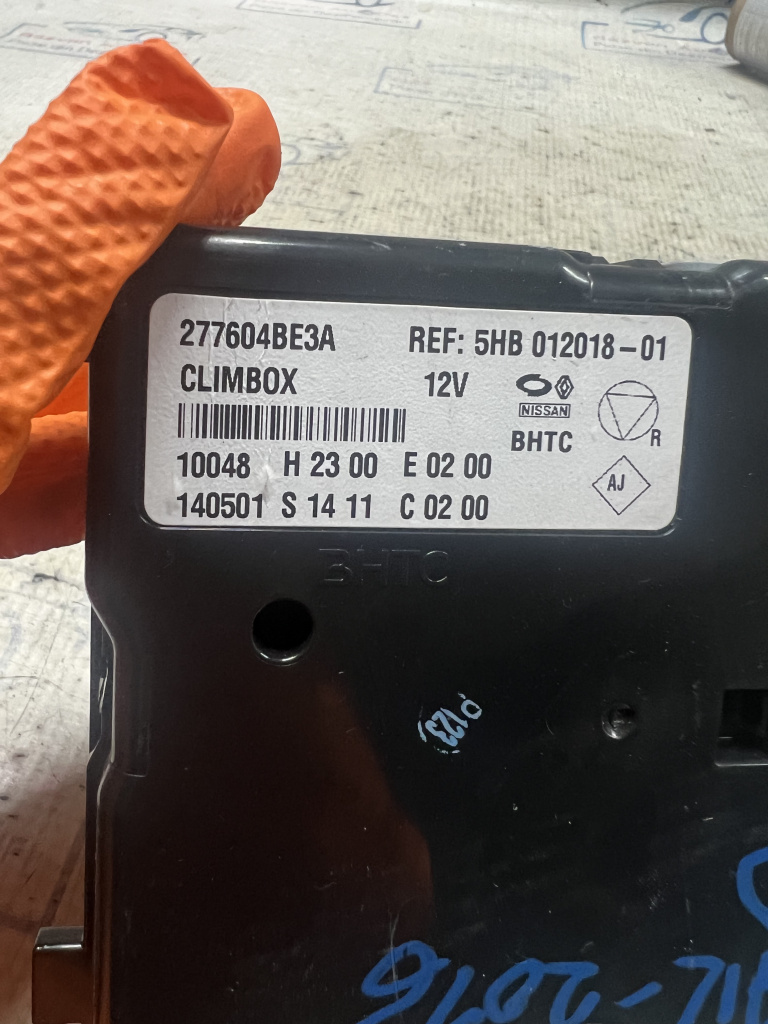 277604BE3A REF: 5HB 012018-01
CLIMBOX 12V
NISSAN
BHTC
R
10048 H 23 00 E 02 00
AJ
140501 S 14 11 C 02 00
BHTC